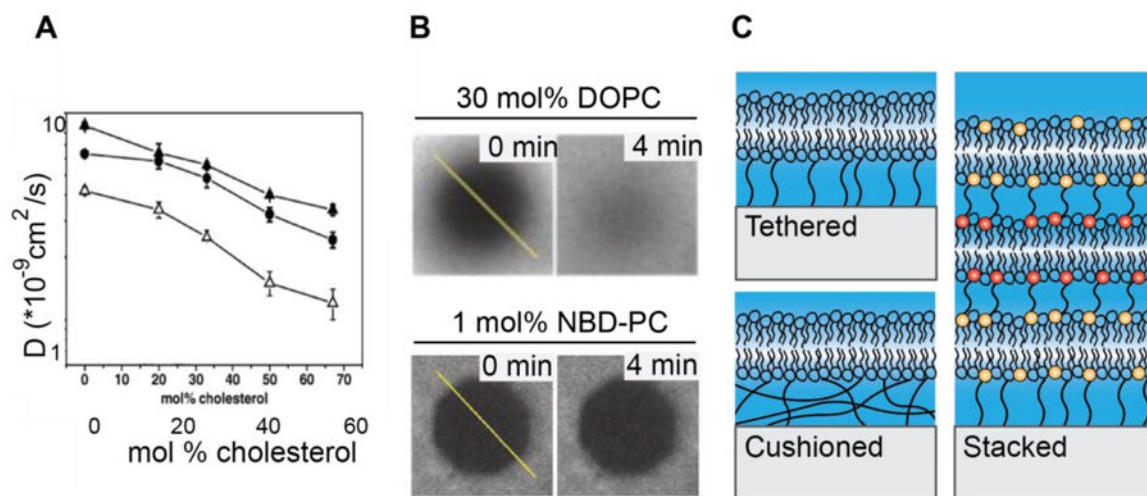 A
D (*10⁻⁹cm²/s)
10
1
0 10 20 30 40 50 60 70
mol% cholesterol
0 20 40 60
mol % cholesterol
B
30 mol% DOPC
0 min
4 min
1 mol% NBD-PC
0 min
4 min
C
Tethered
Cushioned
Stacked